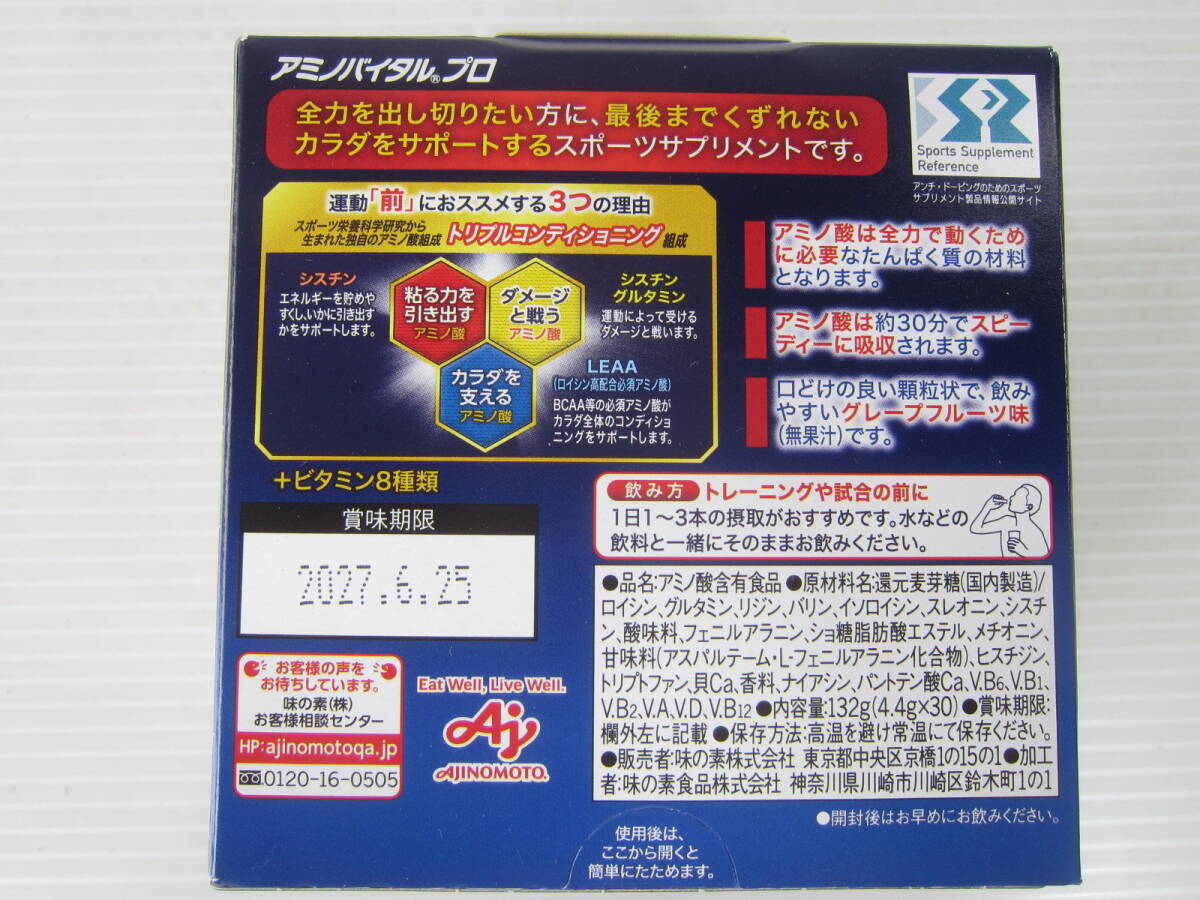 アミノバイタル®プロ
全力を出し切りたい方に、最後までくずれない
カラダをサポートするスポーツサプリメントです。
Sports Supplement
Reference
アンチ・ドーピングのためのスポーツ
サプリメント製品情報公開サイト
運動「前」におススメする3つの理由
スポーツ栄養科学研究から
生まれた独自のアミノ酸組成 トリプルコンディショニング組成
シスチン
エネルギーを貯めや
すくし、いかに引き出す
かをサポートします。
粘る力を
引き出す
アミノ酸
ダメージ
と戦う
アミノ酸
シスチン
グルタミン
運動によって受ける
ダメージと戦います。
カラダを
支える
アミノ酸
LEAA
(ロイシン高配合必須アミノ酸)
BCAA等の必須アミノ酸が
カラダ全体のコンディショ
ニングをサポートします。
+ビタミン8種類
アミノ酸は全力で動くため
に必要なたんぱく質の材料
となります。
アミノ酸は約30分でスピー
ディーに吸収されます。
口どけの良い顆粒状で、飲み
やすいグレープフルーツ味
(無果汁)です。
賞味期限
2027.6.25
飲み方 トレーニングや試合の前に
1日1～3本の摂取がおすすめです。水などの
飲料と一緒にそのままお飲みください。
●品名:アミノ酸含有食品 ●原材料名:還元麦芽糖(国内製造)/
ロイシン、グルタミン、リジン、バリン、イソロイシン、スレオニン、シスチ
ン、酸味料、フェニルアラニン、ショ糖脂肪酸エステル、メチオニン、
甘味料(アスパルテーム・L-フェニルアラニン化合物)、ヒスチジン、
トリプトファン、貝Ca、香料、ナイアシン、パントテン酸Ca、V.B6、V.B1、
V.B2、V.A、V.D、V.B12 ●内容量:132g(4.4g×30) ●賞味期限:
欄外左に記載 ●保存方法:高温を避け常温にて保存ください。
●販売者:味の素株式会社 東京都中央区京橋1の15の1 ●加工
者:味の素食品株式会社 神奈川県川崎市川崎区鈴木町1の1
●開封後はお早めにお飲みください。
お客様の声を
お待ちしています。
味の素(株)
お客様相談センター
HP:ajinomotoqa.jp
0120-16-0505
Eat Well, Live Well.
Aj
AJINOMOTO.
使用後は、
ここから開くと
簡単にたためます。